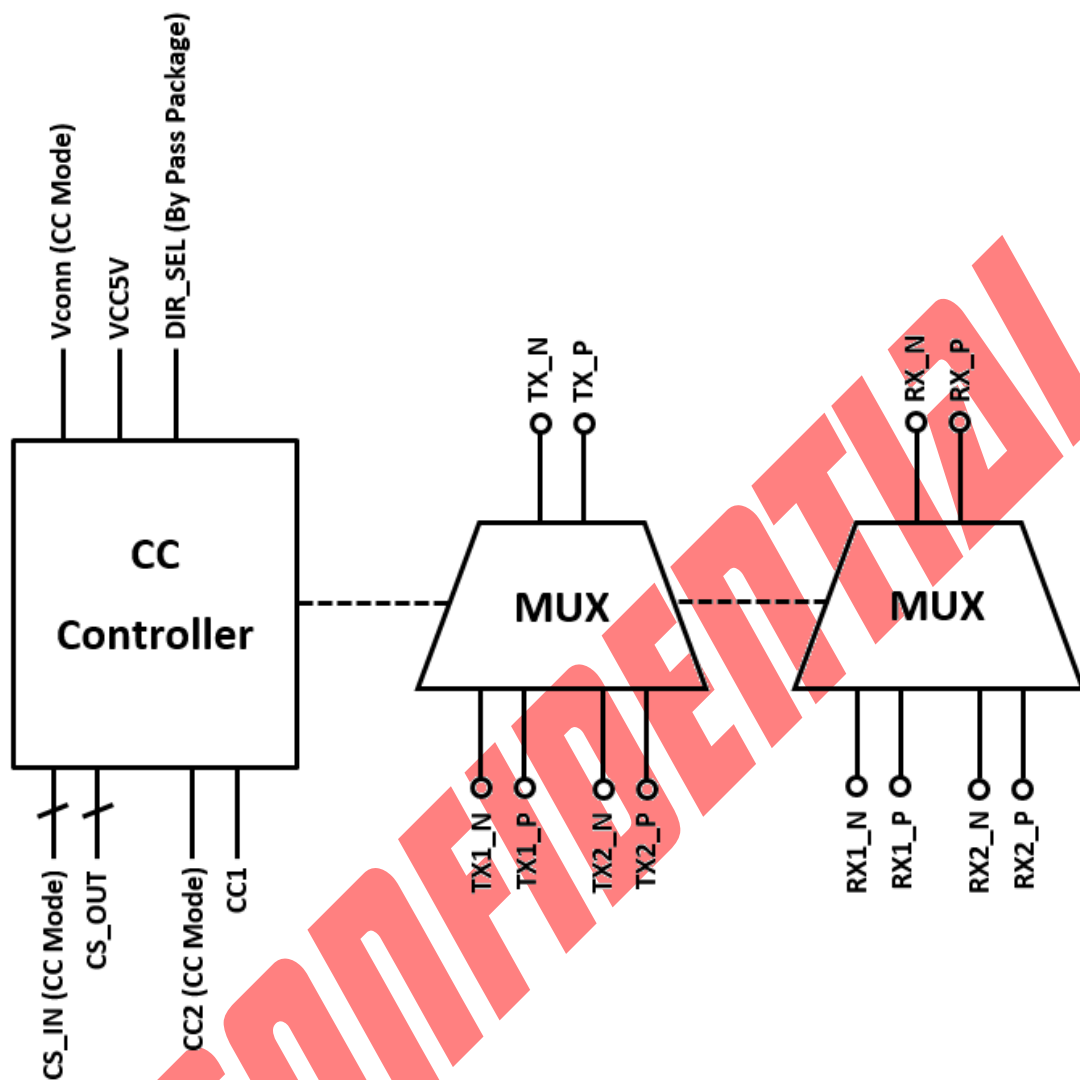 Vconn (CC Mode)
VCC5V
DIR_SEL (By Pass Package)
TX_N
TX_P
RX_N
RX_P
CC
Controller
MUX
MUX
TX1_N
TX1_P
TX2_N
TX2_P
RX1_N
RX1_P
RX2_N
RX2_P
CS_IN (CC Mode)
CS_OUT
CC2 (CC Mode)
CC1
CONFIDENTIAL